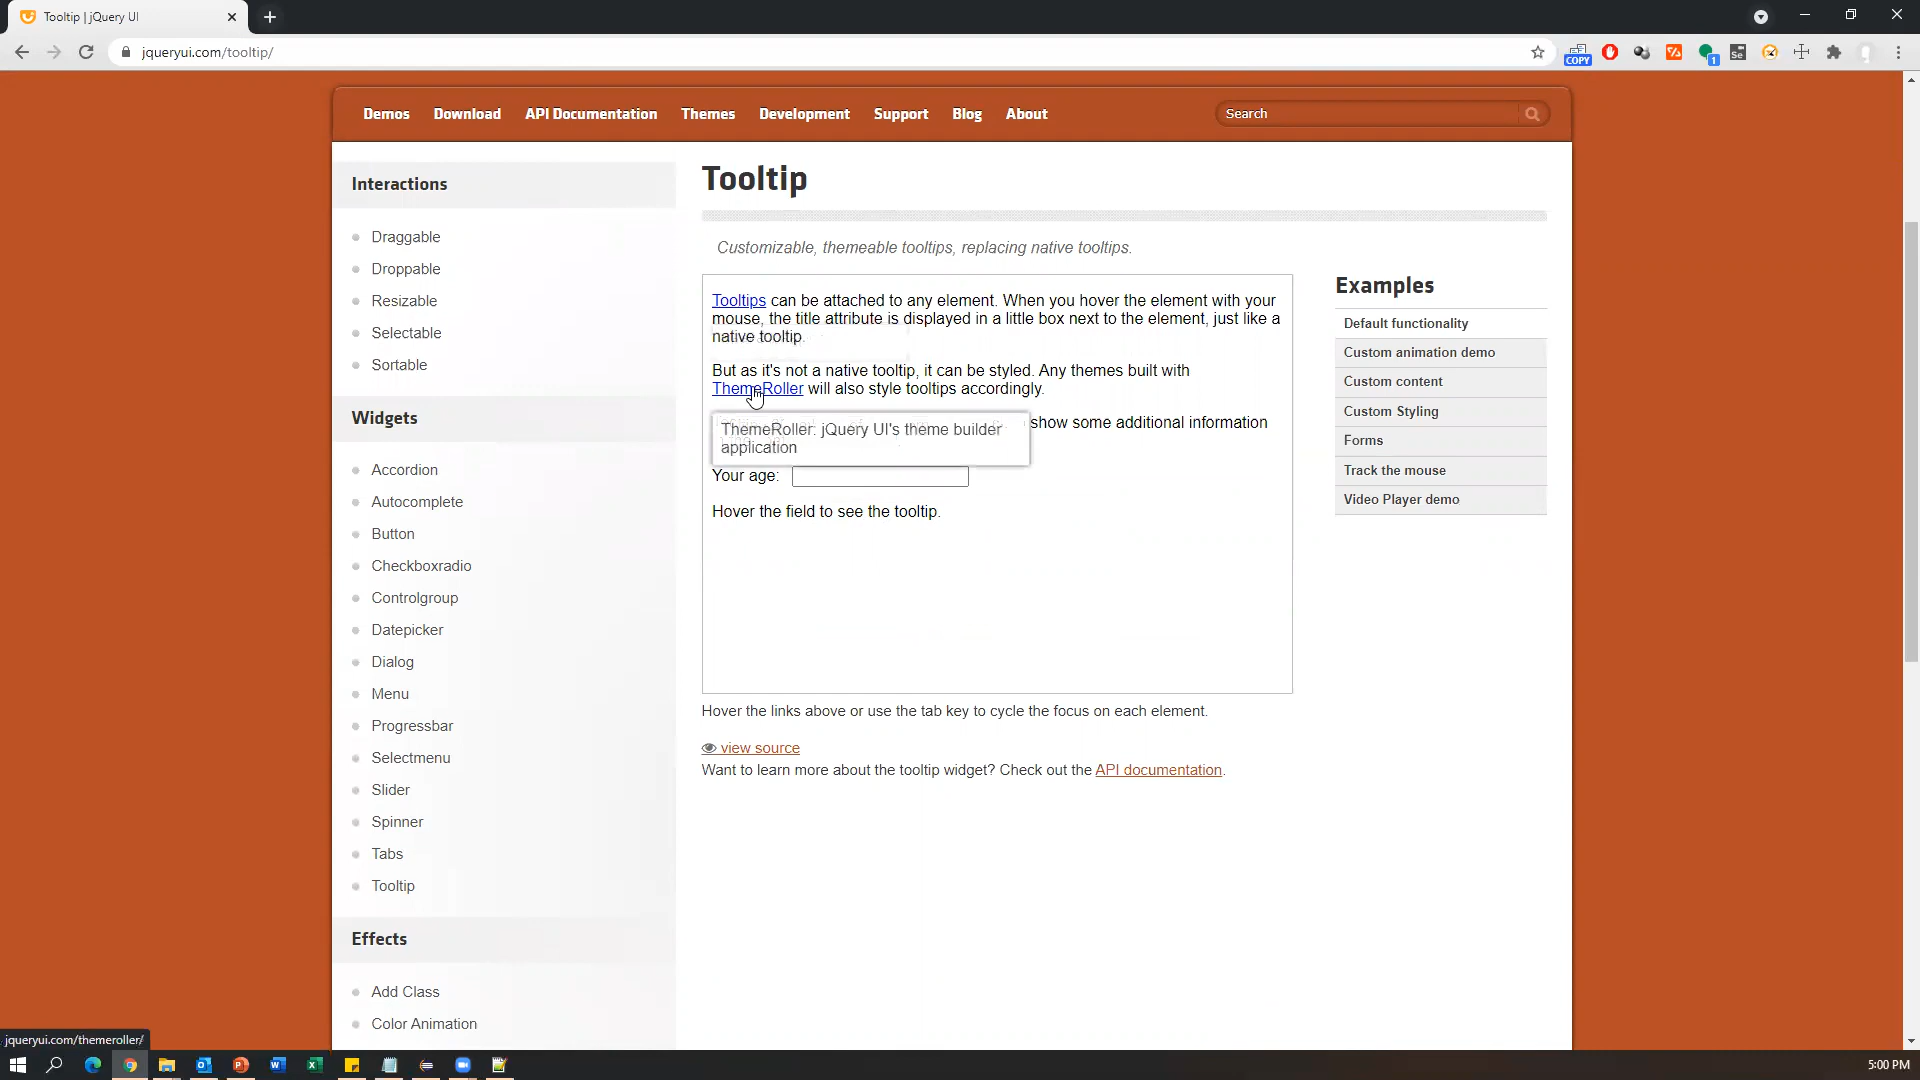 Tooltip | jQuery UI
jqueryui.com/tooltip/
COPY
1
Se
Demos Download API Documentation Themes Development Support Blog About
Search
Interactions
Draggable
Droppable
Resizable
Selectable
Sortable
Widgets
Accordion
Autocomplete
Button
Checkboxradio
Controlgroup
Datepicker
Dialog
Menu
Progressbar
Selectmenu
Slider
Spinner
Tabs
Tooltip
Effects
Add Class
Color Animation
Tooltip
Customizable, themeable tooltips, replacing native tooltips.
Tooltips can be attached to any element. When you hover the element with your
mouse, the title attribute is displayed in a little box next to the element, just like a
native tooltip.
But as it's not a native tooltip, it can be styled. Any themes built with
ThemeRoller will also style tooltips accordingly.
show some additional information
ThemeRoller: jQuery UI's theme builder
application
Your age:
Hover the field to see the tooltip.
Hover the links above or use the tab key to cycle the focus on each element.
view source
Want to learn more about the tooltip widget? Check out the API documentation.
Examples
Default functionality
Custom animation demo
Custom content
Custom Styling
Forms
Track the mouse
Video Player demo
jqueryui.com/themeroller/
5:00 PM